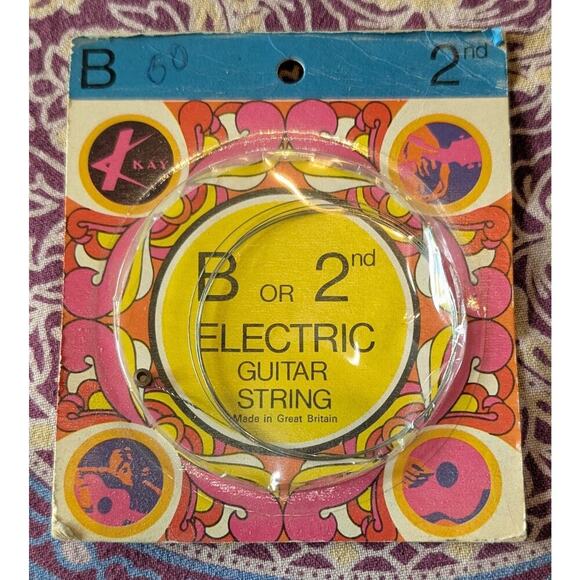 B 60 2nd
KAY
B OR 2nd
ELECTRIC
GUITAR
STRING
Made in Great Britain